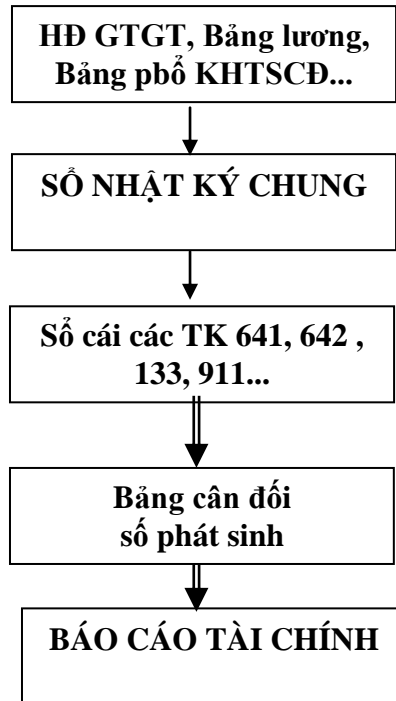 HĐ GTGT, Bảng lương,
Bảng pbổ KHTSCĐ...
SỔ NHẬT KÝ CHUNG
Sổ cái các TK 641, 642 ,
133, 911...
Bảng cân đối
số phát sinh
BÁO CÁO TÀI CHÍNH